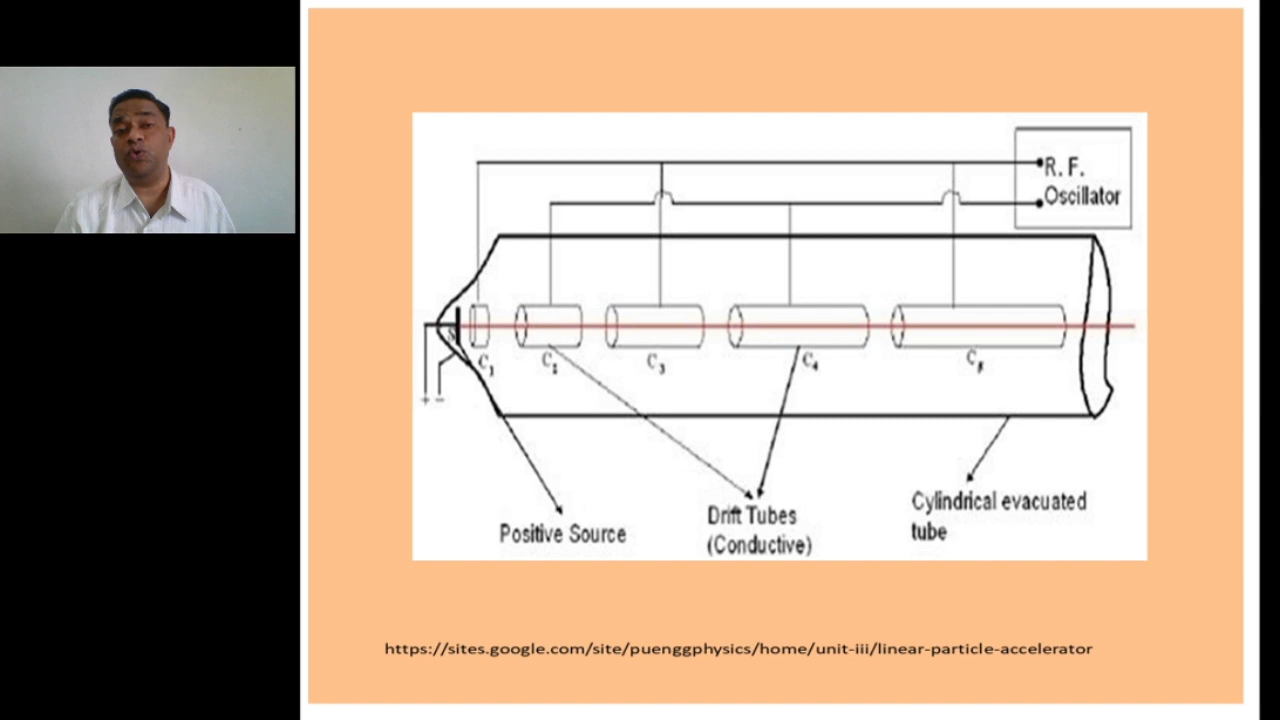 R. F.
Oscillator
C1
C2
C3
C4
+ −
Positive Source
Drift Tubes
(Conductive)
Cylindrical evacuated
tube
https://sites.google.com/site/puenggphysics/home/unit-iii/linear-particle-accelerator